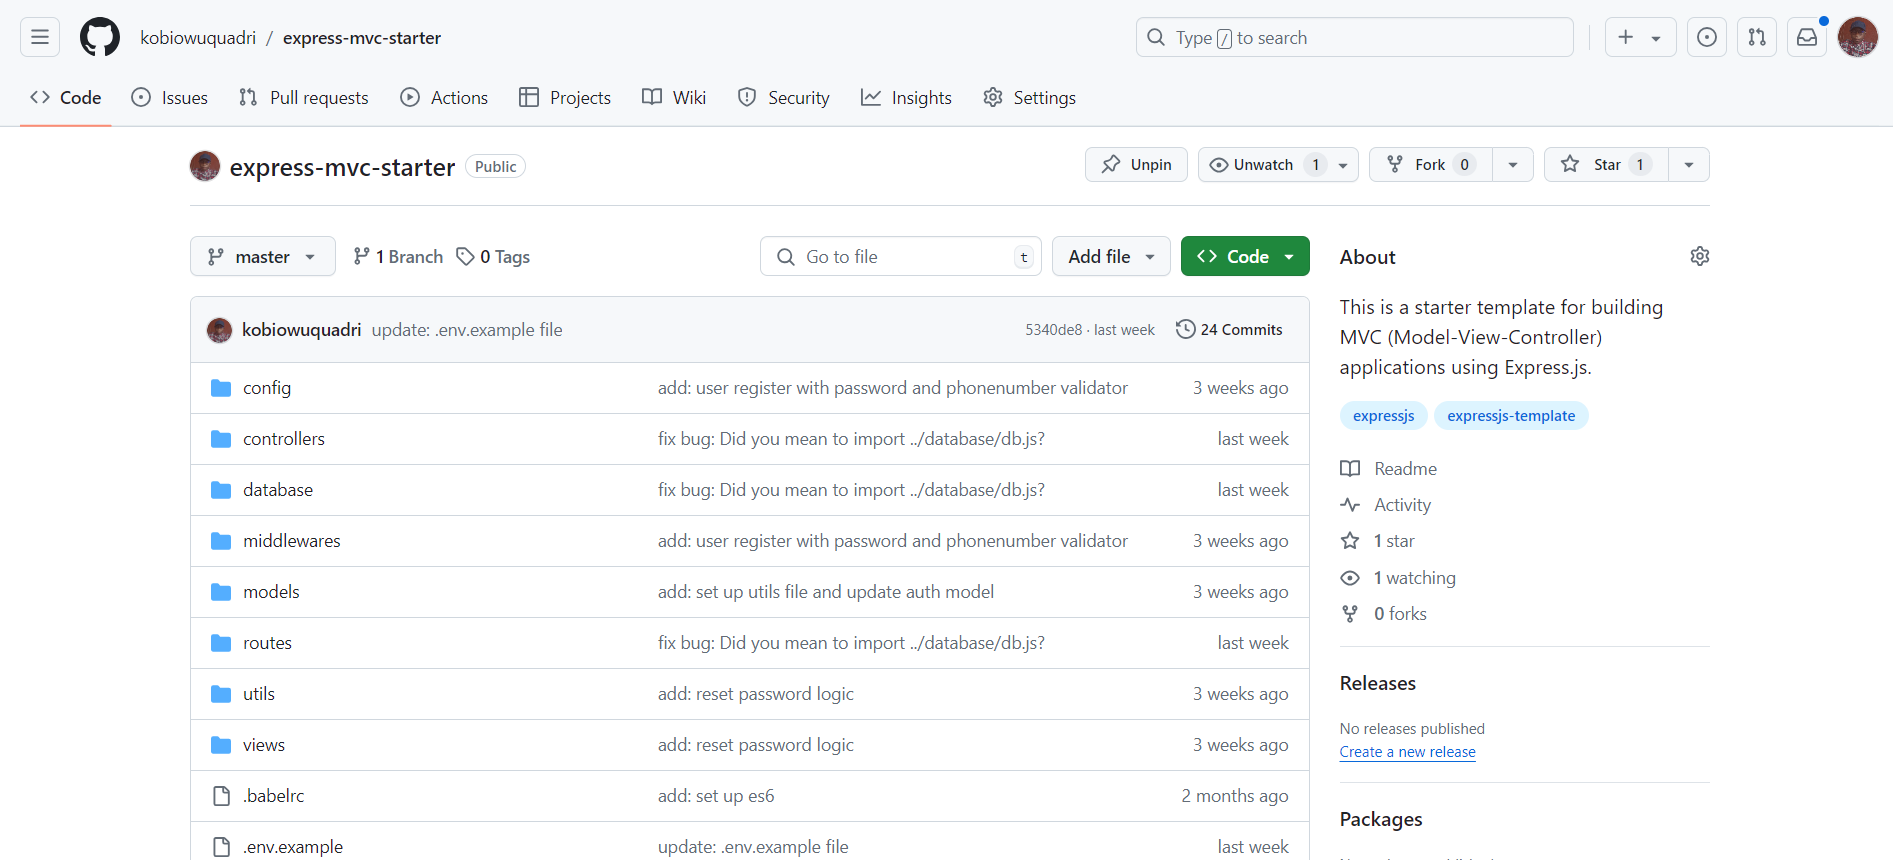 kobiowuquadri / express-mvc-starter
Type / to search
Code Issues Pull requests Actions Projects Wiki Security Insights Settings
express-mvc-starter Public
Unpin Unwatch 1 Fork 0 Star 1
master 1 Branch 0 Tags Go to file t Add file Code
kobiowuquadri update: .env.example file 5340de8 · last week 24 Commits
config add: user register with password and phonenumber validator 3 weeks ago
controllers fix bug: Did you mean to import ../database/db.js? last week
database fix bug: Did you mean to import ../database/db.js? last week
middlewares add: user register with password and phonenumber validator 3 weeks ago
models add: set up utils file and update auth model 3 weeks ago
routes fix bug: Did you mean to import ../database/db.js? last week
utils add: reset password logic 3 weeks ago
views add: reset password logic 3 weeks ago
.babelrc add: set up es6 2 months ago
.env.example update: .env.example file last week
About
This is a starter template for building
MVC (Model-View-Controller)
applications using Express.js.
expressjs expressjs-template
Readme
Activity
1 star
1 watching
0 forks
Releases
No releases published
Create a new release
Packages